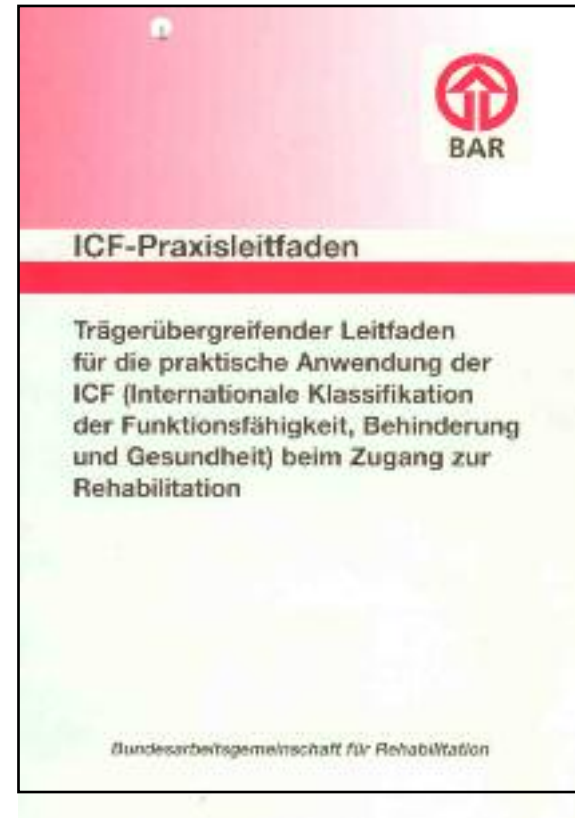 BAR
ICF-Praxisleitfaden
Trägerübergreifender Leitfaden
für die praktische Anwendung der
ICF (Internationale Klassifikation
der Funktionsfähigkeit, Behinderung
und Gesundheit) beim Zugang zur
Rehabilitation
Bundesarbeitsgemeinschaft für Rehabilitation